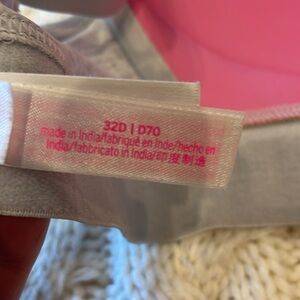 32D | D70
made in India/fabriqué en Inde/hecho en
India/fabbricato in India/印度制造